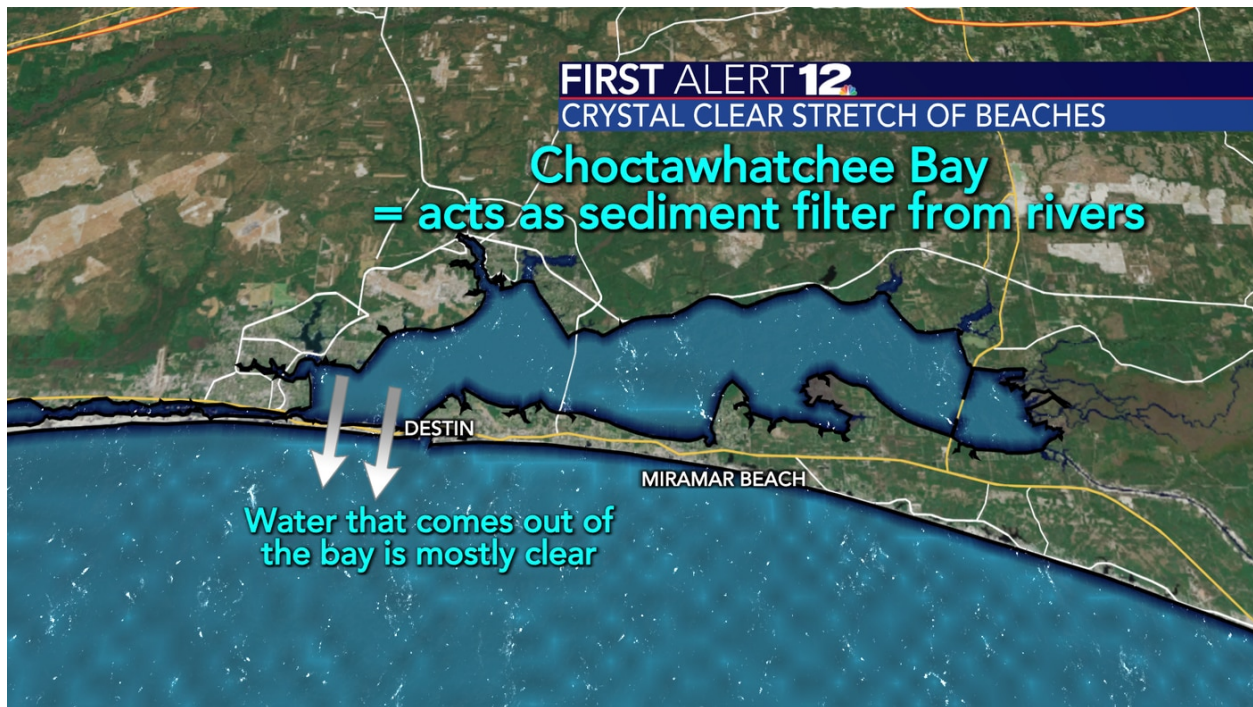 FIRST ALERT 12
CRYSTAL CLEAR STRETCH OF BEACHES
Choctawhatchee Bay
= acts as sediment filter from rivers
DESTIN
MIRAMAR BEACH
Water that comes out of
the bay is mostly clear